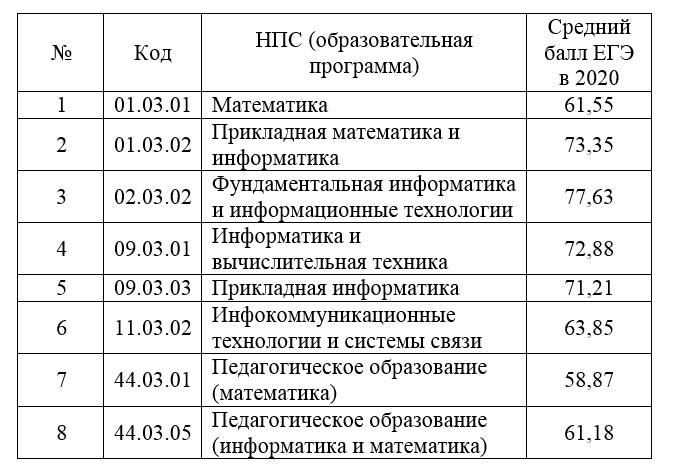 № Код НПС (образовательная программа) Средний балл ЕГЭ в 2020
1 01.03.01 Математика 61,55
2 01.03.02 Прикладная математика и информатика 73,35
3 02.03.02 Фундаментальная информатика и информационные технологии 77,63
4 09.03.01 Информатика и вычислительная техника 72,88
5 09.03.03 Прикладная информатика 71,21
6 11.03.02 Инфокоммуникационные технологии и системы связи 63,85
7 44.03.01 Педагогическое образование (математика) 58,87
8 44.03.05 Педагогическое образование (информатика и математика) 61,18